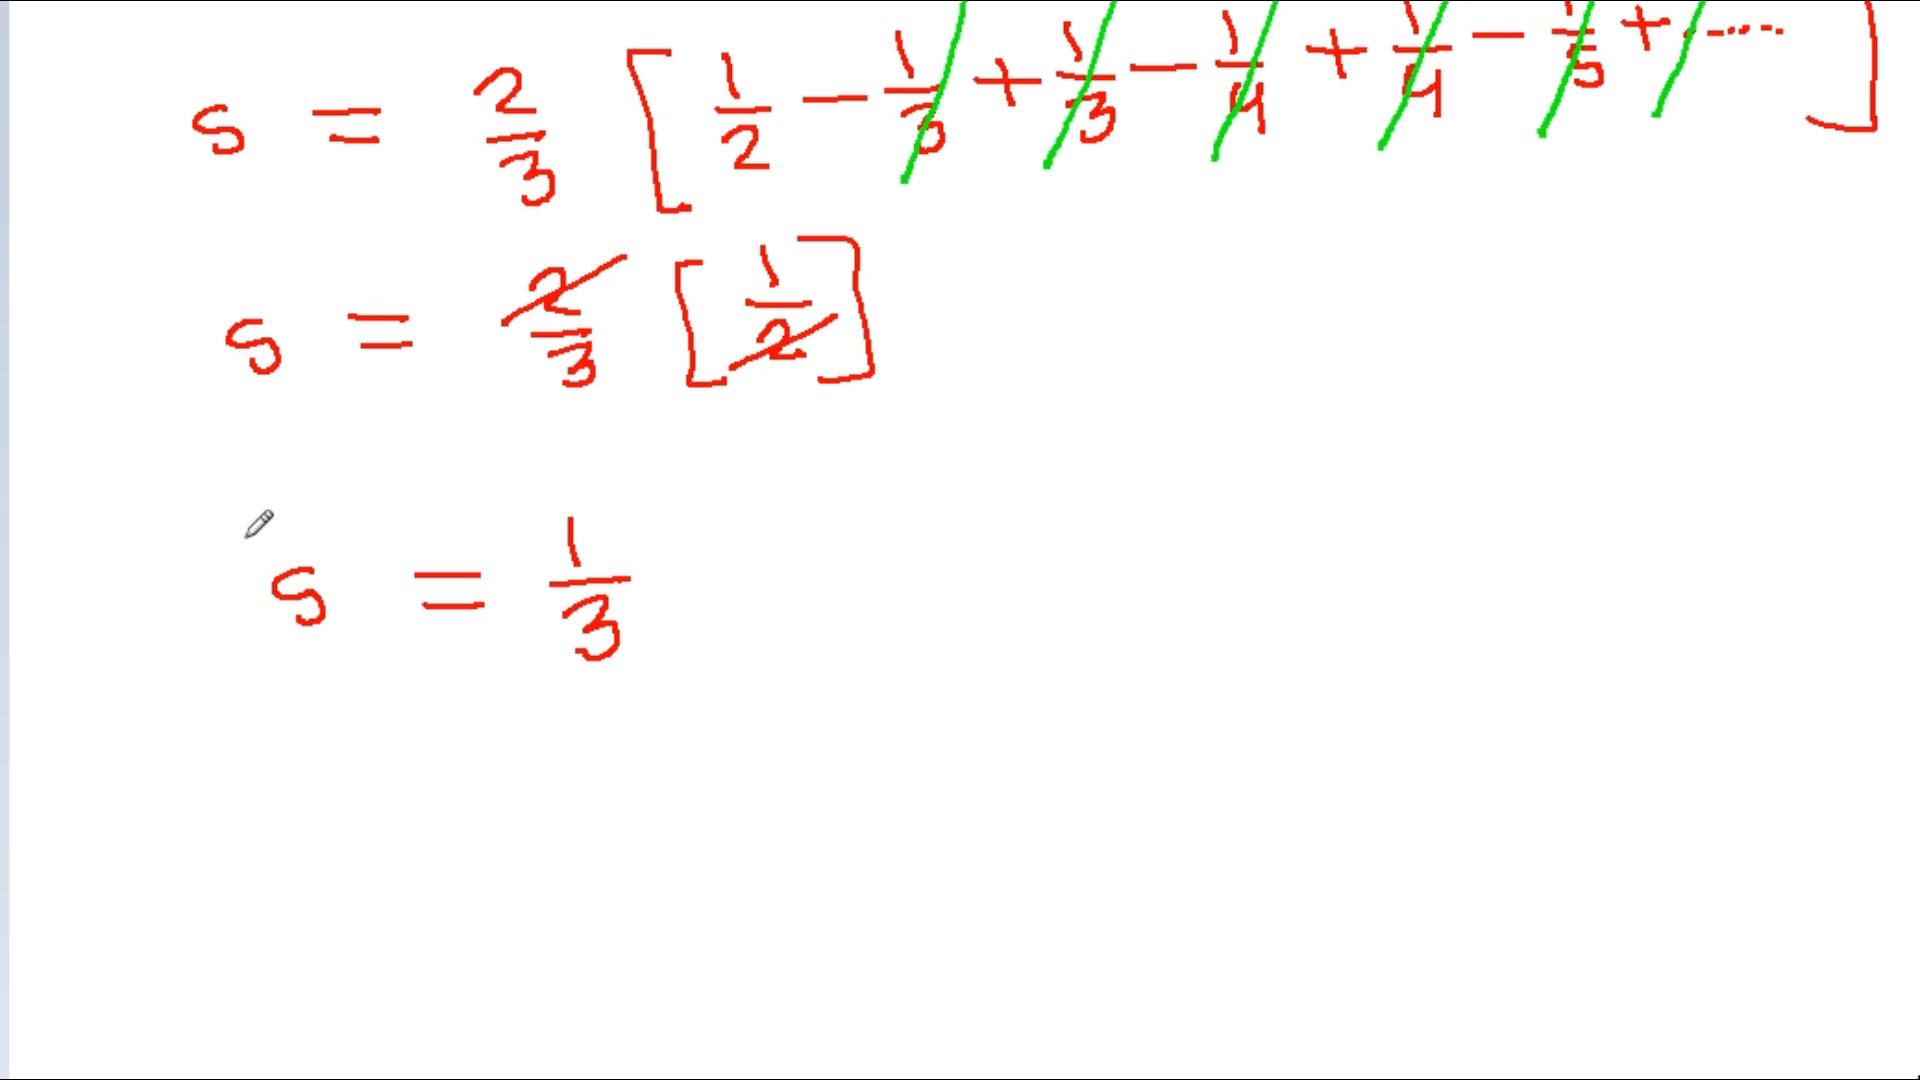 s = 2/3 [ 1/2 - 1/3 + 1/3 - 1/4 + 1/4 - 1/5 + ..... ]
s = 2/3 [ 1/2 ]
s = 1/3